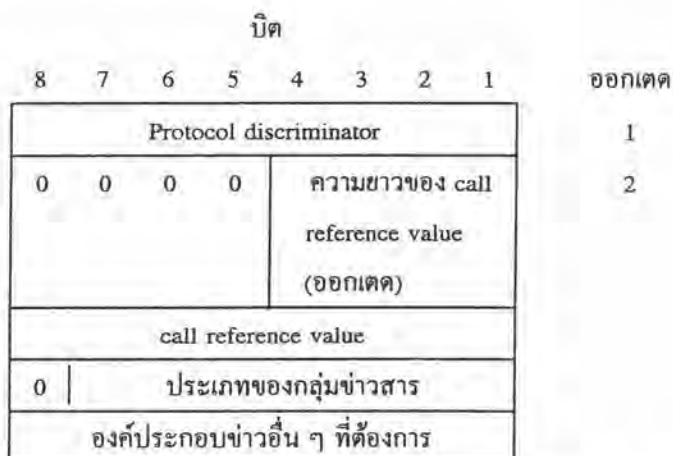 บิต
8 7 6 5 4 3 2 1 ออกเตด
Protocol discriminator 1
0 0 0 0 ความยาวของ call 2
reference value
(ออกเตด)
call reference value
0 ประเภทของกลุ่มข่าวสาร
องค์ประกอบข่าวอื่น ๆ ที่ต้องการ